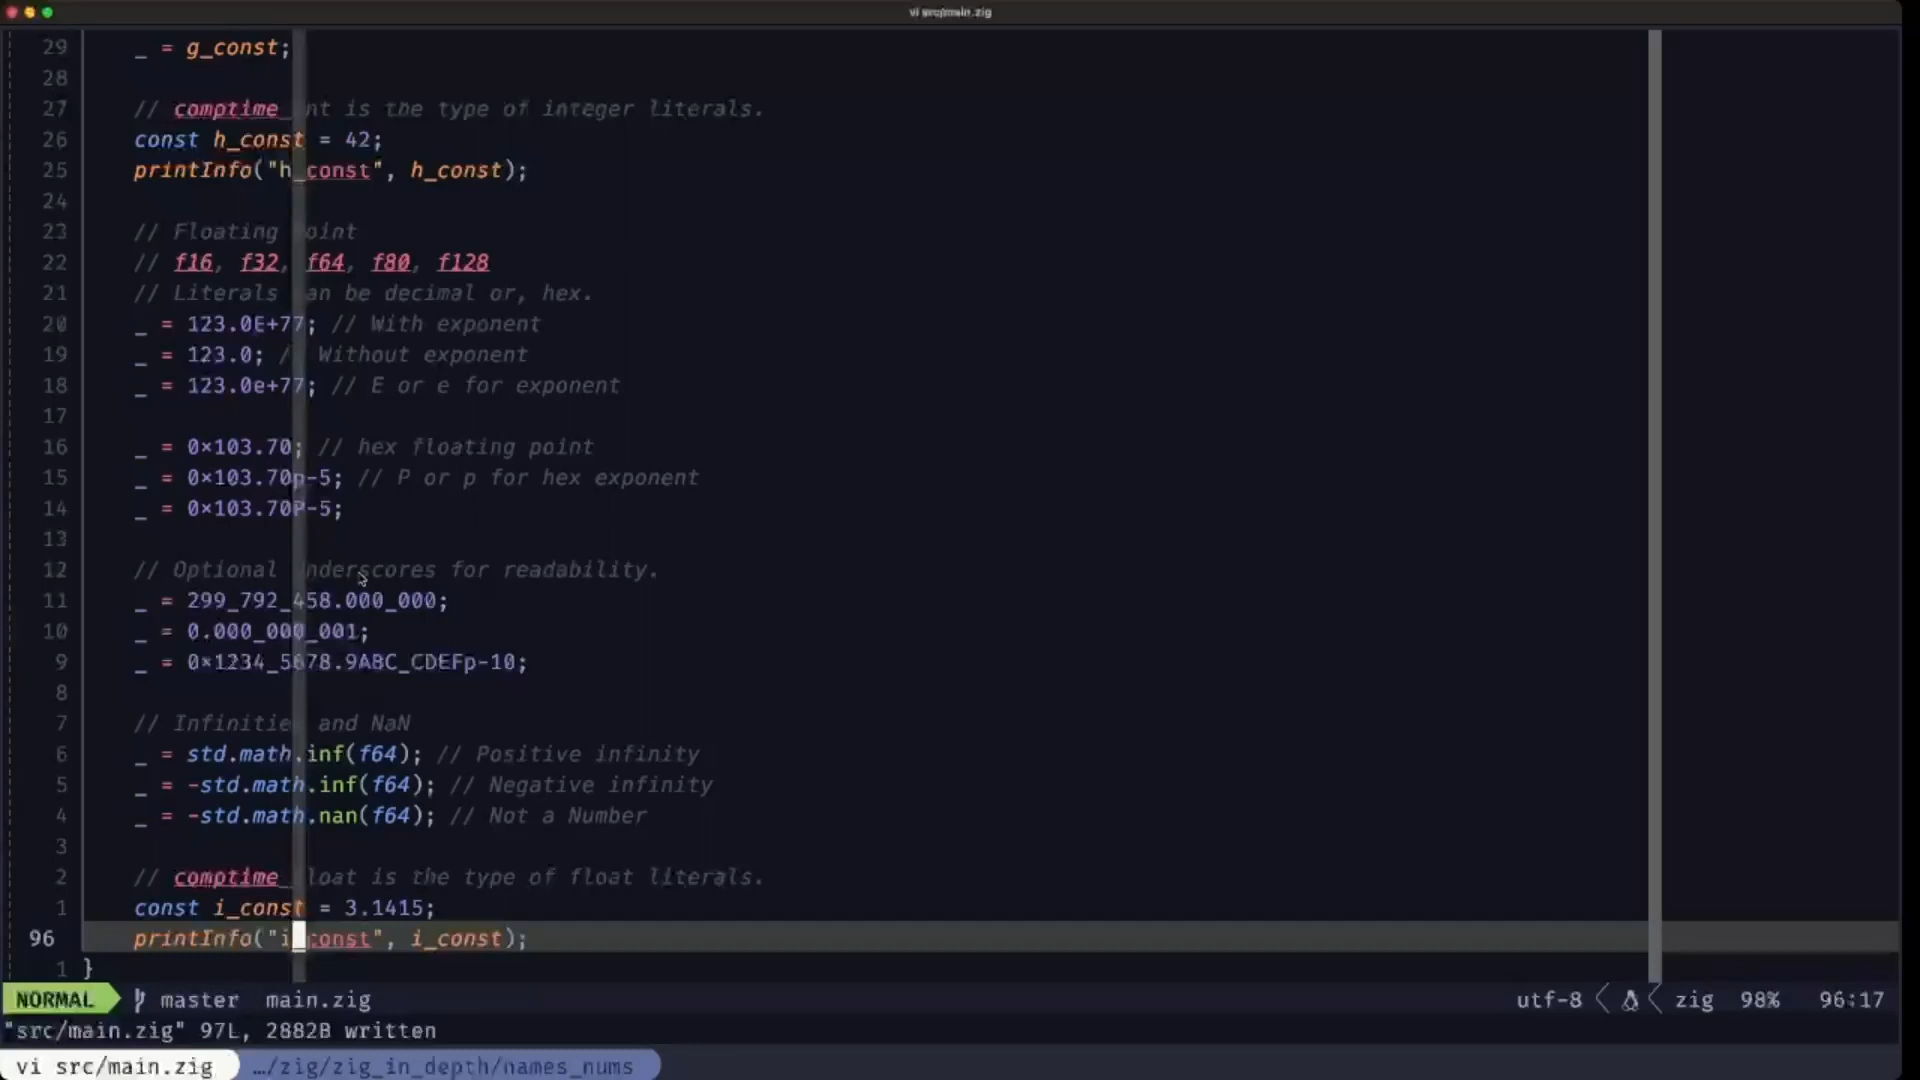 vi src/main.zig
29 _ = g_const;
28
27 // comptime_int is the type of integer literals.
26 const h_const = 42;
25 printInfo("h_const", h_const);
24
23 // Floating Point
22 // f16, f32, f64, f80, f128
21 // Literals can be decimal or, hex.
20 _ = 123.0E+77; // With exponent
19 _ = 123.0; // Without exponent
18 _ = 123.0e+77; // E or e for exponent
17
16 _ = 0×103.70; // hex floating point
15 _ = 0×103.70p-5; // P or p for hex exponent
14 _ = 0×103.70P-5;
13
12 // Optional underscores for readability.
11 _ = 299_792_458.000_000;
10 _ = 0.000_000_001;
9 _ = 0×1234_5678.9ABC_CDEFp-10;
8
7 // Infinities and NaN
6 _ = std.math.inf(f64); // Positive infinity
5 _ = -std.math.inf(f64); // Negative infinity
4 _ = -std.math.nan(f64); // Not a Number
3
2 // comptime_float is the type of float literals.
1 const i_const = 3.1415;
96 printInfo("i_const", i_const);
1 }
NORMAL master main.zig utf-8 zig 98% 96:17
"src/main.zig" 97L, 2882B written
vi src/main.zig …/zig/zig_in_depth/names_nums